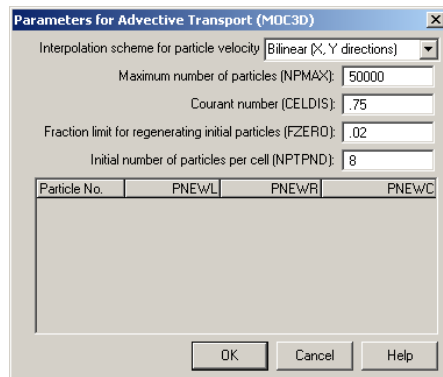 Parameters for Advective Transport (MOC3D)
Interpolation scheme for particle velocity Bilinear (X, Y directions)
Maximum number of particles (NPMAX): 50000
Courant number (CELDIS): .75
Fraction limit for regenerating initial particles (FZERO): .02
Initial number of particles per cell (NPTPND): 8
Particle No. PNEWL PNEWR PNEWC
OK Cancel Help